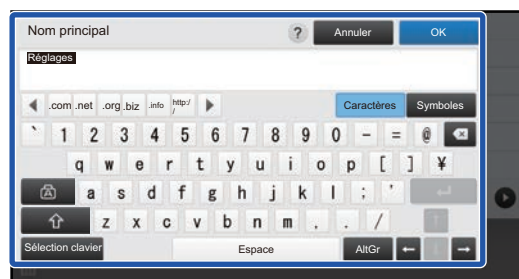 Nom principal ? Annuler OK
Réglages
.com .net .org .biz .info http:// Caractères Symboles
` 1 2 3 4 5 6 7 8 9 0 - = @
q w e r t y u i o p [ ] ¥
a s d f g h j k l ; '
z x c v b n m , . /
Sélection clavier Espace AltGr